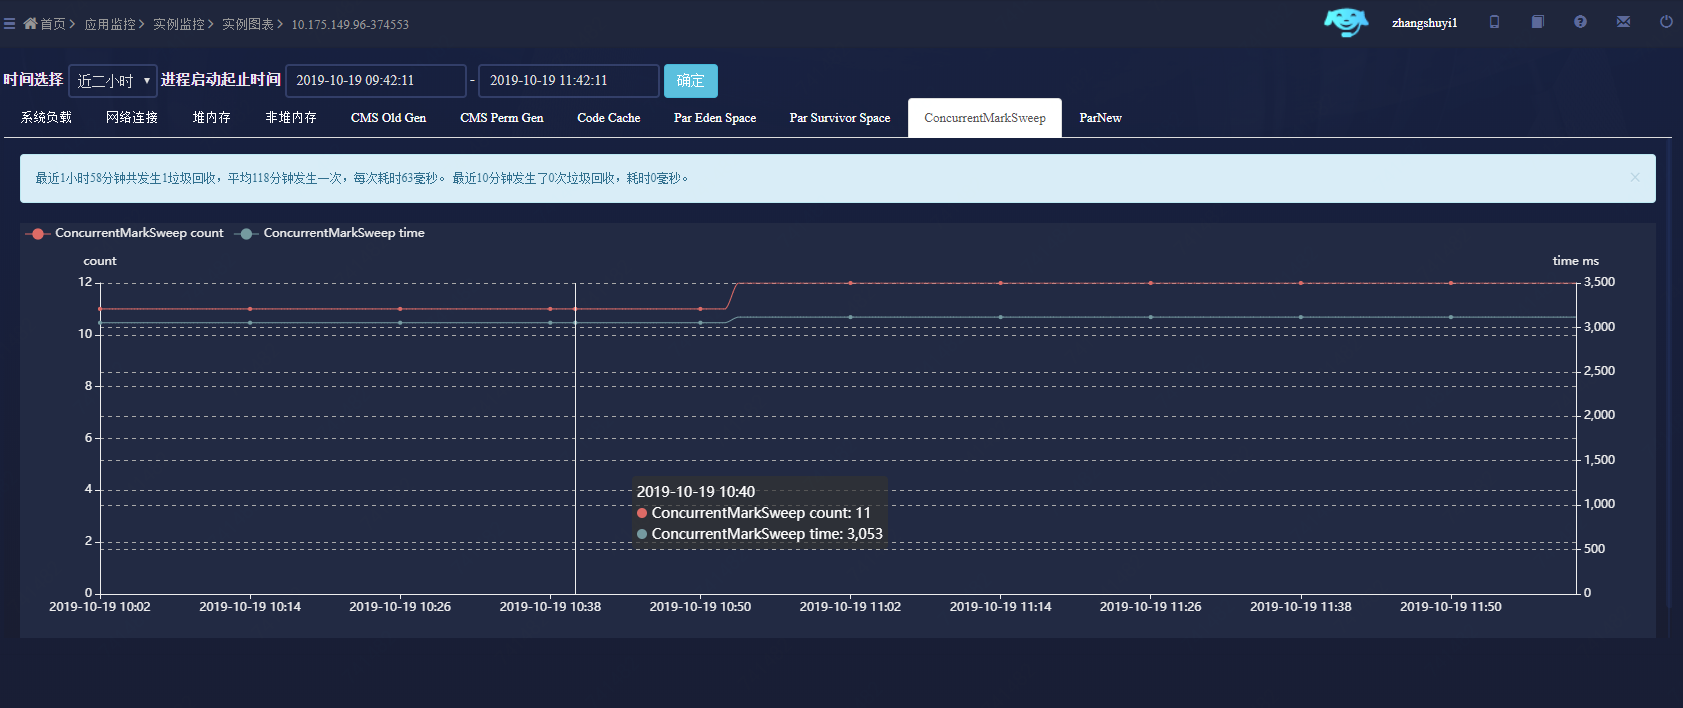 首页 > 应用监控 > 实例监控 > 实例图表 > 10.175.149.96-374553
zhangshuyi1
时间选择 近二小时 进程启动起止时间 2019-10-19 09:42:11 - 2019-10-19 11:42:11 确定
系统负载 网络连接 堆内存 非堆内存 CMS Old Gen CMS Perm Gen Code Cache Par Eden Space Par Survivor Space ConcurrentMarkSweep ParNew
最近1小时58分钟共发生1垃圾回收，平均118分钟发生一次，每次耗时63毫秒。 最近10分钟发生了0次垃圾回收，耗时0毫秒。 ×
ConcurrentMarkSweep count ConcurrentMarkSweep time
count time ms
12 3,500
10 3,000
8 2,500
2,000
6
4 1,500
1,000
2 500
0 0
2019-10-19 10:40
ConcurrentMarkSweep count: 11
ConcurrentMarkSweep time: 3,053
2019-10-19 10:02 2019-10-19 10:14 2019-10-19 10:26 2019-10-19 10:38 2019-10-19 10:50 2019-10-19 11:02 2019-10-19 11:14 2019-10-19 11:26 2019-10-19 11:38 2019-10-19 11:50